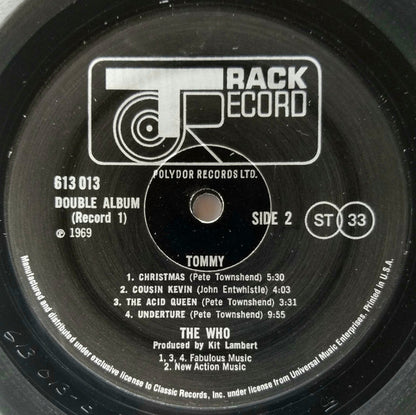 TRACK
RECORD
POLYDOR RECORDS LTD.
613 013
DOUBLE ALBUM
(Record 1)
℗ 1969
SIDE 2
ST 33
TOMMY
1. CHRISTMAS (Pete Townshend) 5:30
2. COUSIN KEVIN (John Entwhistle) 4:03
3. THE ACID QUEEN (Pete Townshend) 3:31
4. UNDERTURE (Pete Townshend) 9:55
THE WHO
Produced by Kit Lambert
1, 3, 4. Fabulous Music
2. New Action Music
Manufactured and distributed under exclusive license to Classic Records, Inc. under license from Universal Music Enterprises. Printed in U.S.A.
613 013-2